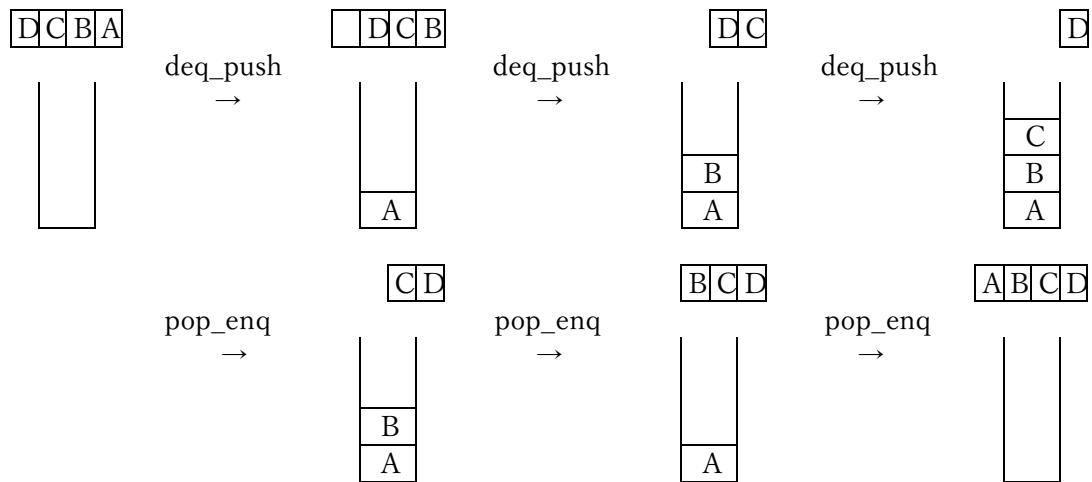 D C B A
D C B
D C
D
deq_push
→
deq_push
→
deq_push
→
A
B
A
C
B
A
C D
B C D
A B C D
pop_enq
→
pop_enq
→
pop_enq
→
B
A
A